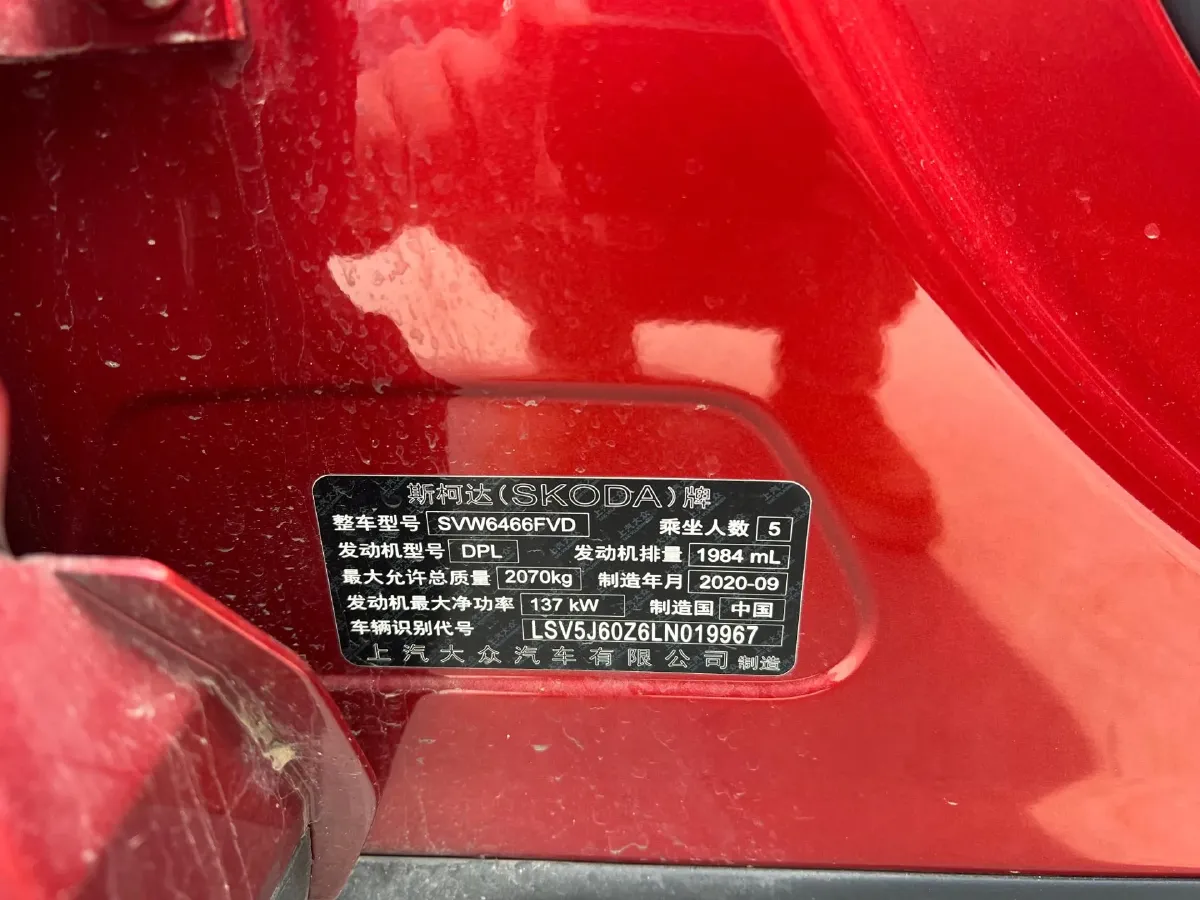 斯柯达(SKODA)牌
整车型号 SVW6466FVD 乘坐人数 5
发动机型号 DPL 发动机排量 1984 mL
最大允许总质量 2070kg 制造年月 2020-09
发动机最大净功率 137 kW 制造国 中国
车辆识别代号 LSV5J60Z6LN019967
上汽大众汽车有限公司 制造